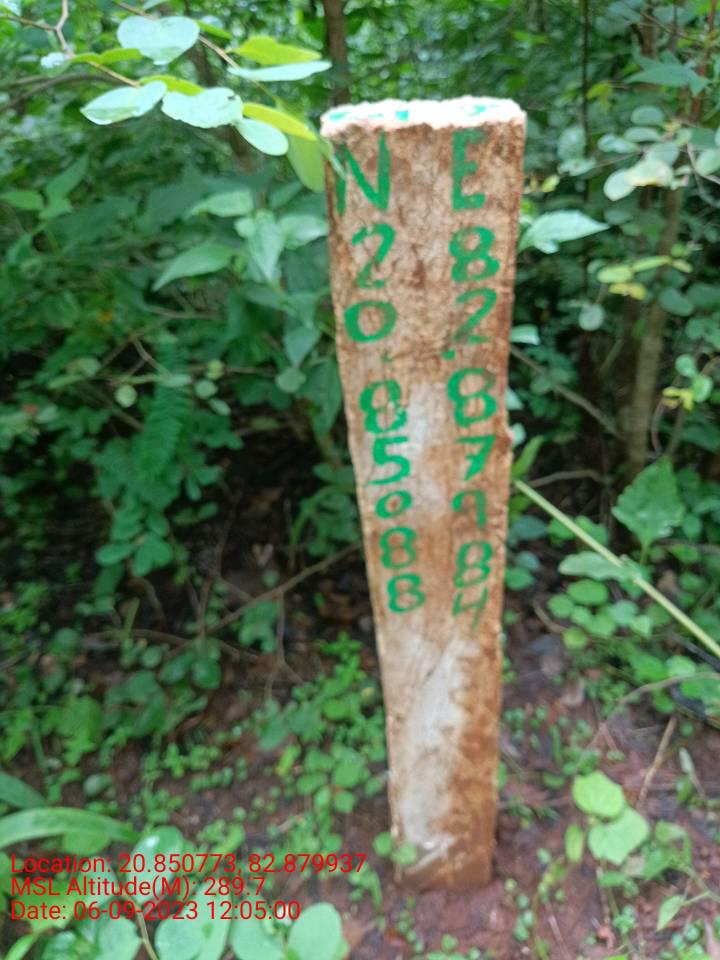 N 20.85088
E 82.87984
Location: 20.850773, 82.879937
MSL Altitude(M): 289.7
Date: 06-09-2023 12:05:00